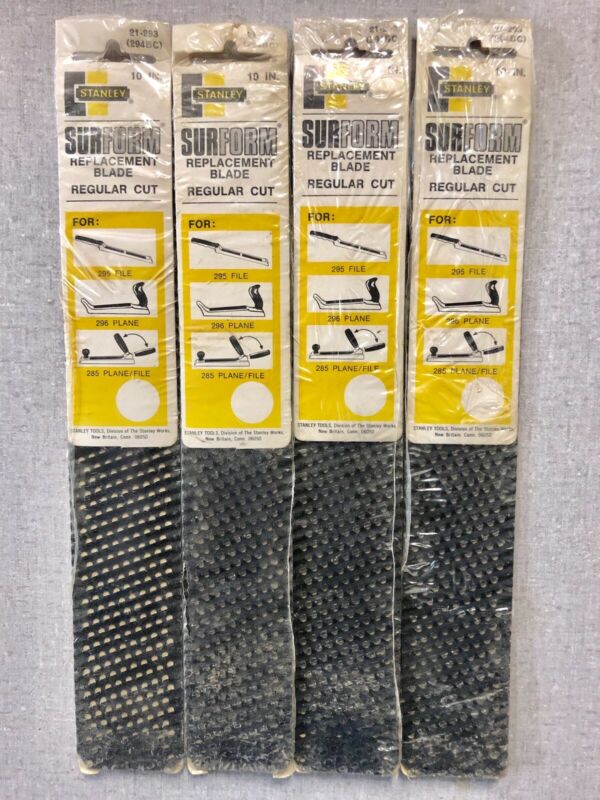 21-293
(294BC)
10 IN.
STANLEY®
SURFORM®
REPLACEMENT
BLADE
REGULAR CUT
FOR:
295 FILE
296 PLANE
285 PLANE/FILE
STANLEY TOOLS, Division of The Stanley Works,
New Britain, Conn. 06050
10 IN.
STANLEY®
SURFORM®
REPLACEMENT
BLADE
REGULAR CUT
FOR:
295 FILE
296 PLANE
285 PLANE/FILE
STANLEY TOOLS, Division of The Stanley Works,
New Britain, Conn. 06050
(294BC)
STANLEY
SURFORM®
REPLACEMENT
BLADE
REGULAR CUT
FOR:
295 FILE
296 PLANE
285 PLANE/FILE
STANLEY TOOLS, Division of The Stanley Works,
New Britain, Conn. 06050
10 IN.
STANLEY®
SURFORM®
REPLACEMENT
BLADE
REGULAR CUT
FOR:
295 FILE
296 PLANE
285 PLANE/FILE
STANLEY TOOLS, Division of The Stanley Works,
New Britain, Conn. 06050